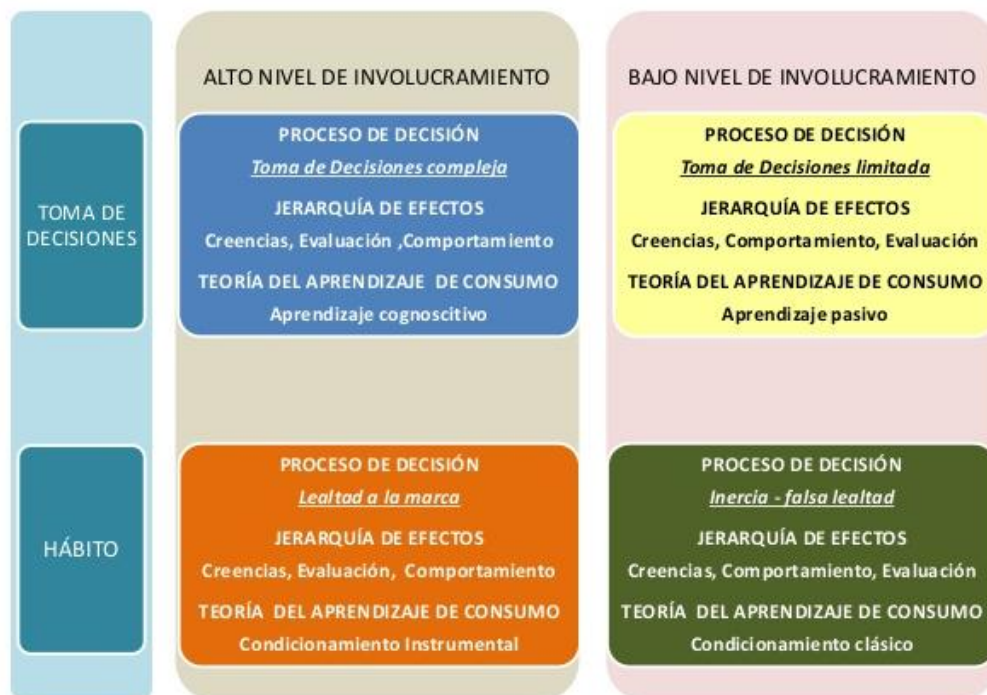 ALTO NIVEL DE INVOLUCRAMIENTO
BAJO NIVEL DE INVOLUCRAMIENTO
TOMA DE
DECISIONES
PROCESO DE DECISIÓN
Toma de Decisiones compleja
JERARQUÍA DE EFECTOS
Creencias, Evaluación ,Comportamiento
TEORÍA DEL APRENDIZAJE DE CONSUMO
Aprendizaje cognoscitivo
PROCESO DE DECISIÓN
Toma de Decisiones limitada
JERARQUÍA DE EFECTOS
Creencias, Comportamiento, Evaluación
TEORÍA DEL APRENDIZAJE DE CONSUMO
Aprendizaje pasivo
HÁBITO
PROCESO DE DECISIÓN
Lealtad a la marca
JERARQUÍA DE EFECTOS
Creencias, Evaluación, Comportamiento
TEORÍA DEL APRENDIZAJE DE CONSUMO
Condicionamiento Instrumental
PROCESO DE DECISIÓN
Inercia - falsa lealtad
JERARQUÍA DE EFECTOS
Creencias, Comportamiento, Evaluación
TEORÍA DEL APRENDIZAJE DE CONSUMO
Condicionamiento clásico